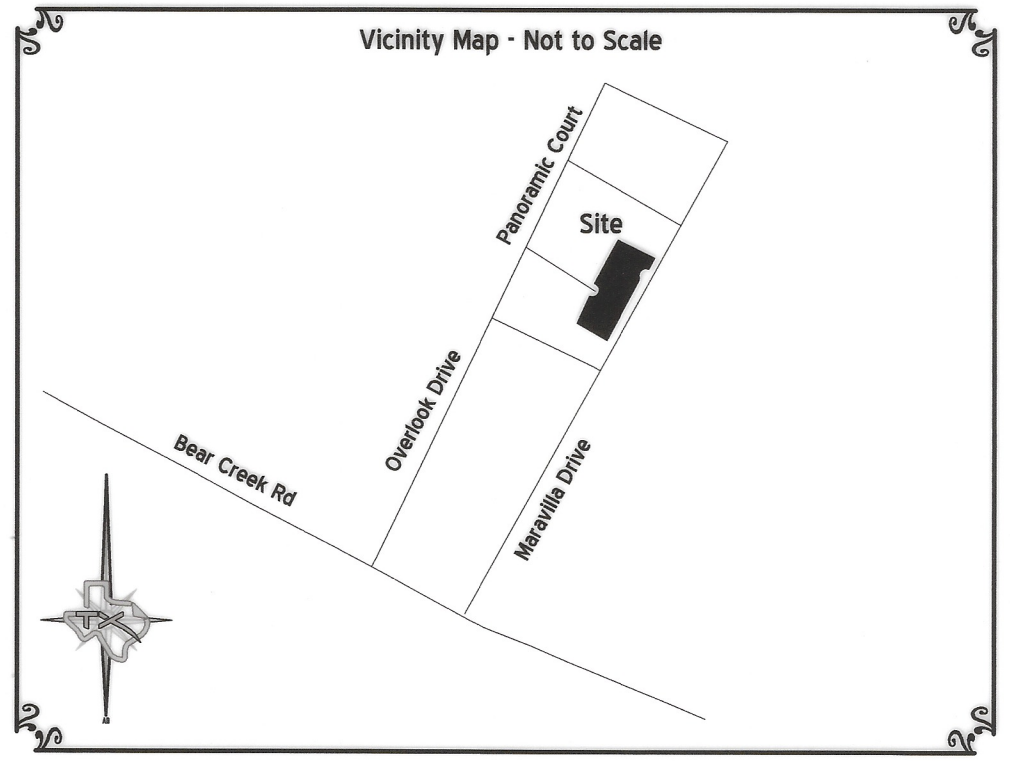 Vicinity Map - Not to Scale
Panoramic Court
Site
Overlook Drive
Bear Creek Rd
Maravilla Drive
TX